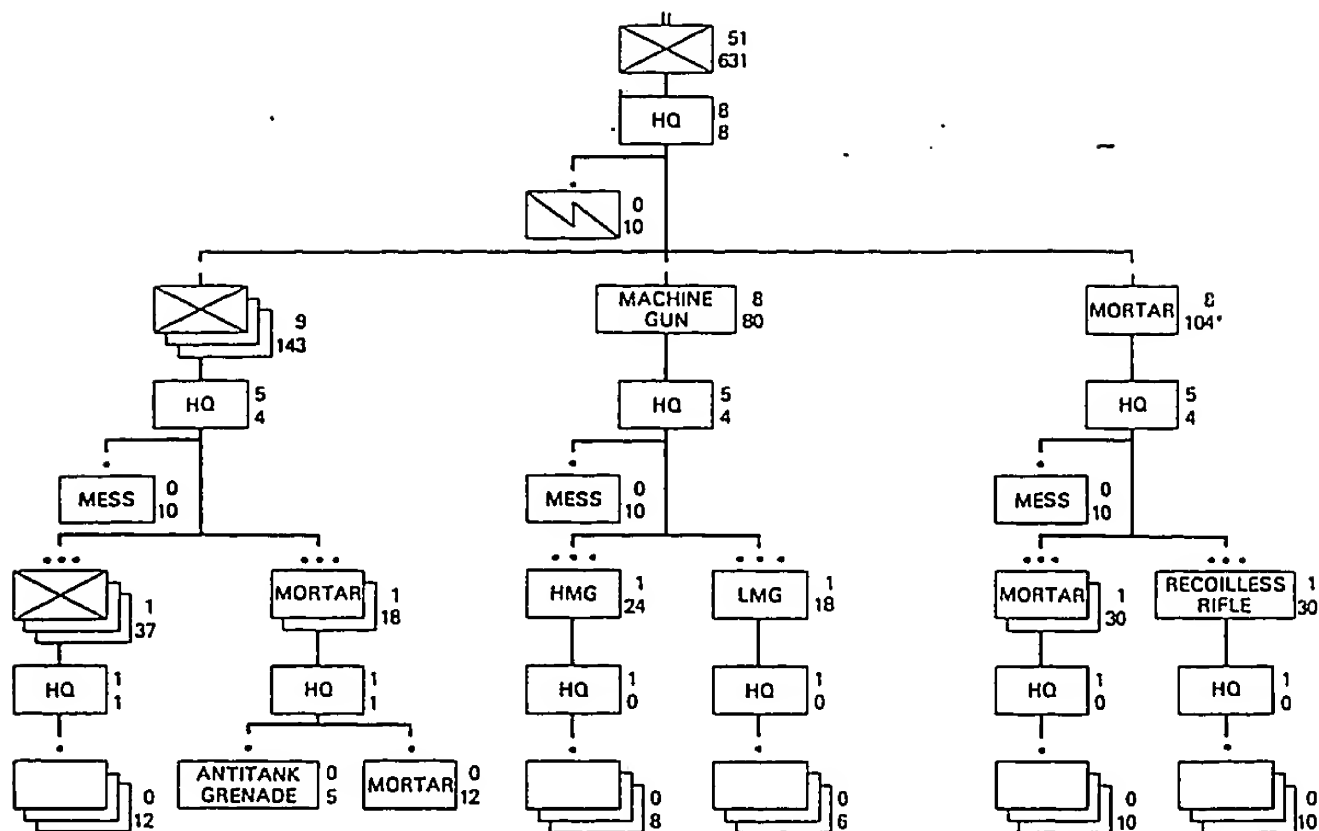 51
631
HQ
8
8
0
10
9
143
MACHINE
GUN
8
80
MORTAR
8
104*
HQ
5
4
HQ
5
4
HQ
5
4
MESS
0
10
MESS
0
10
MESS
0
10
1
37
MORTAR
1
18
HMG
1
24
LMG
1
18
MORTAR
1
30
RECOILLESS
RIFLE
1
30
HQ
1
1
HQ
1
1
HQ
1
0
HQ
1
0
HQ
1
0
HQ
1
0
0
12
ANTITANK
GRENADE
0
5
MORTAR
0
12
0
8
0
6
0
10
0
10